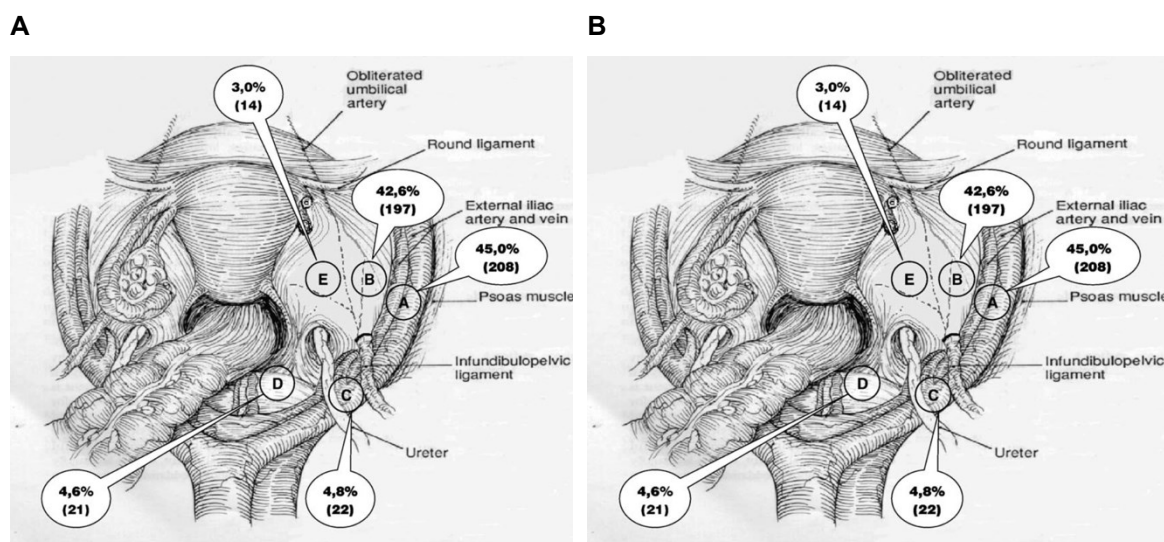 A
3,0%
(14)
Obliterated
umbilical
artery
Round ligament
42,6%
(197)
External iliac
artery and vein
45,0%
(208)
E
B
A
Psoas muscle
Infundibulopelvic
ligament
D
C
Ureter
4,6%
(21)
4,8%
(22)
B
3,0%
(14)
Obliterated
umbilical
artery
Round ligament
42,6%
(197)
External iliac
artery and vein
45,0%
(208)
E
B
A
Psoas muscle
Infundibulopelvic
ligament
D
C
Ureter
4,6%
(21)
4,8%
(22)